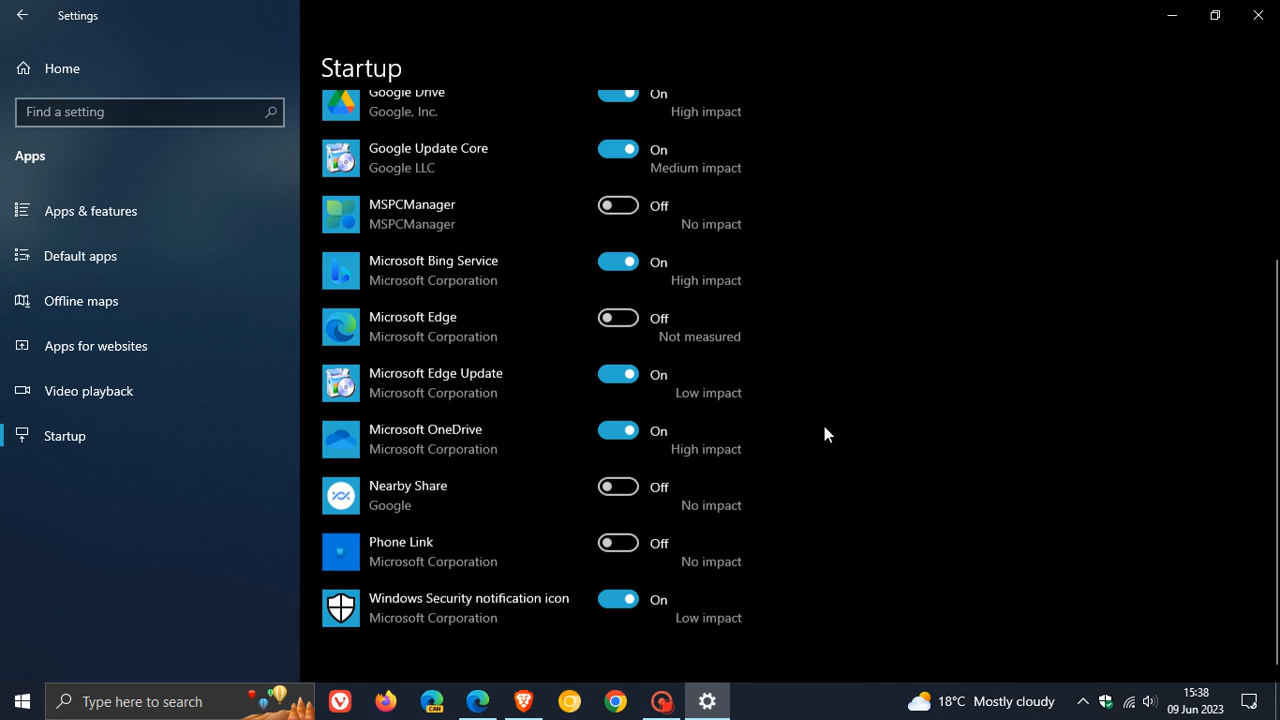 Settings
Home
Find a setting
Apps
Apps & features
Default apps
Offline maps
Apps for websites
Video playback
Startup
Startup
Google Drive
On
Google, Inc.
High impact
Google Update Core
On
Google LLC
Medium impact
MSPCManager
Off
MSPCManager
No impact
Microsoft Bing Service
On
Microsoft Corporation
High impact
Microsoft Edge
Off
Microsoft Corporation
Not measured
Microsoft Edge Update
On
Microsoft Corporation
Low impact
Microsoft OneDrive
On
Microsoft Corporation
High impact
Nearby Share
Off
Google
No impact
Phone Link
Off
Microsoft Corporation
No impact
Windows Security notification icon
On
Microsoft Corporation
Low impact
Type here to search
CAN
18°C Mostly cloudy
15:38
09 Jun 2023